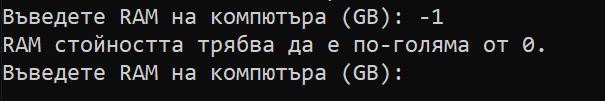 Въведете RAM на компютъра (GB): -1
RAM стойността трябва да е по-голяма от 0.
Въведете RAM на компютъра (GB):